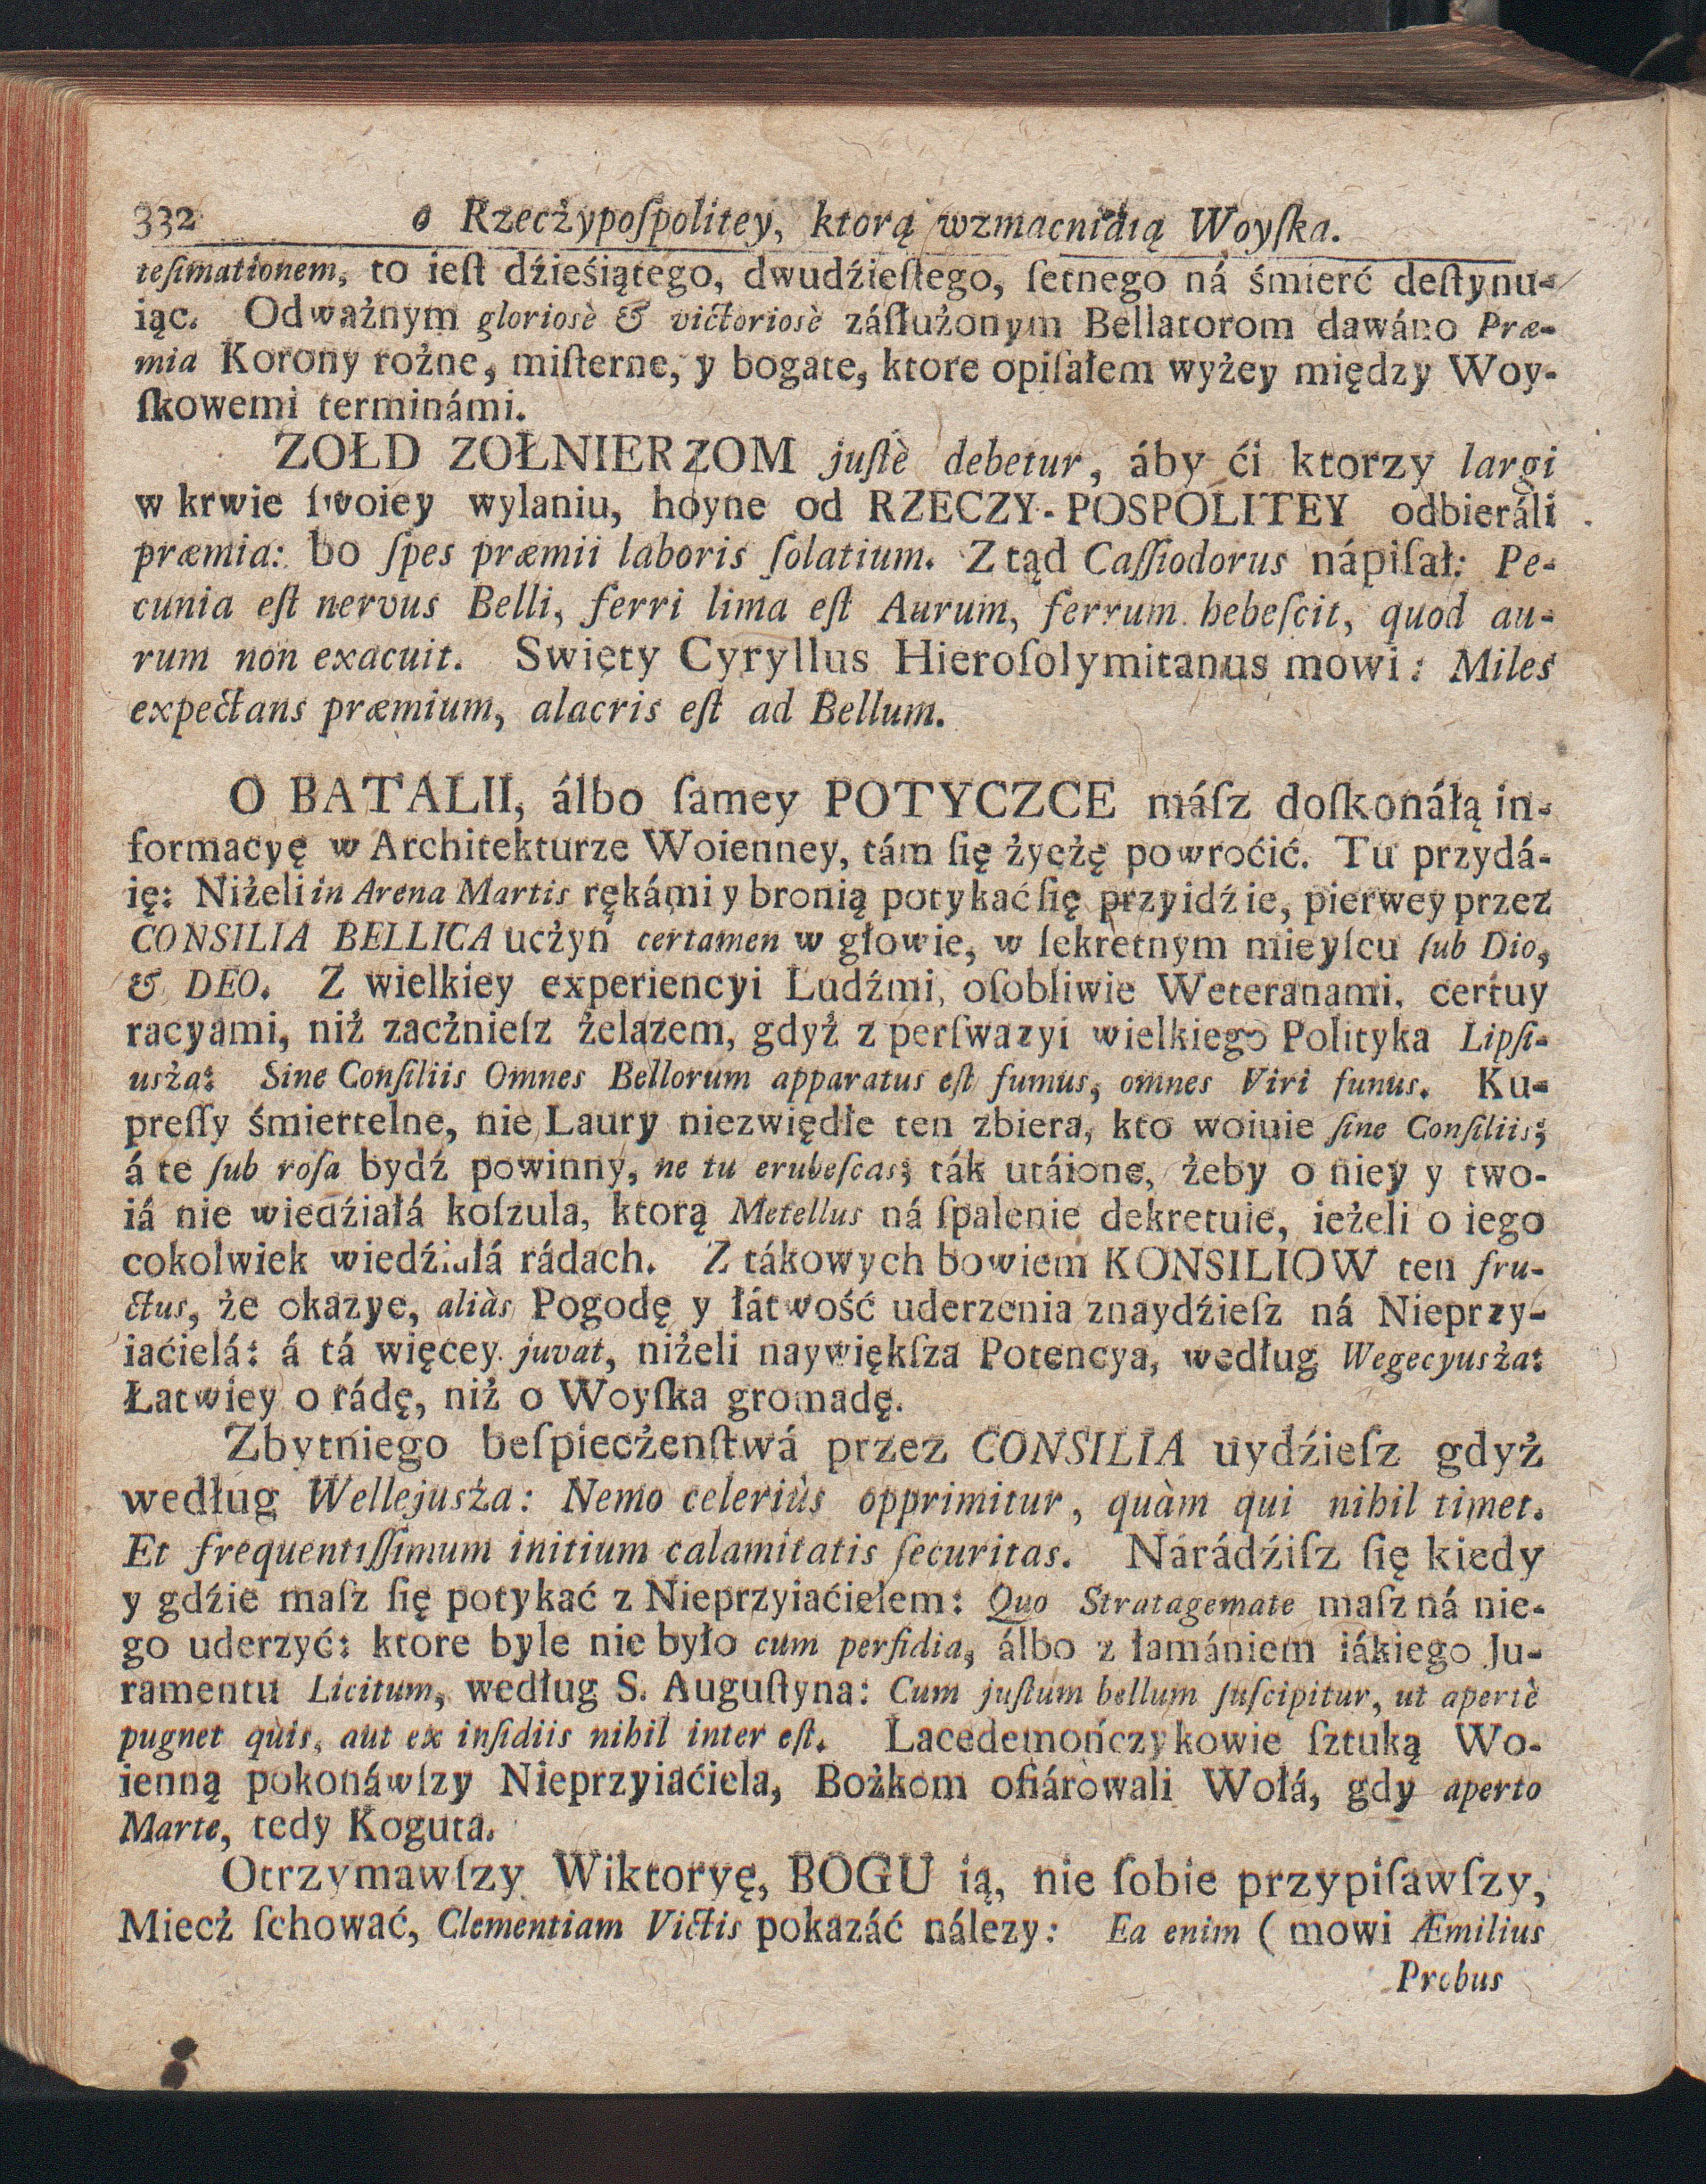 332 o Rzecżypoſpolitey, ktorą wzmacniáią Woyſka.
teſimationem, to ieſt dźieśiątego, dwudźieſtego, ſetnego ná śmierć deſtynu-
iąc. Odważnym gloriosè & victoriosè záſłużonym Bellatorom dawáno Præ-
mia Korony rożne, miſterne, y bogate, ktore opiſałem wyżey między Woy-
ſkowemi terminámi.
ZOŁD ZOŁNIERZOM juſtè debetur, áby ći ktorzy largi
w krwie ſwoiey wylaniu, hoyne od RZECZY-POSPOLITEY odbieráli
præmia: bo ſpes præmii laboris ſolatium. Ztąd Caſſiodorus nápiſał: Pe-
cunia eſt nervus Belli, ferri lima eſt Aurum, ferrum hebeſcit, quod au-
rum non exacuit. Swięty Cyryllus Hieroſolymitanus mowi: Miles
expectans præmium, alacris eſt ad Bellum.
O BATALII, álbo ſamey POTYCZCE máſz doſkonáłą in-
formacyę w Architekturze Woienney, tám ſię życżę powroćić. Tu przydá-
ię: Niżeli in Arena Martis rękámi y bronią potykać ſię przyidźie, pierwey przez
CONSILIA BELLICA ucżyń certamen w głowie, w ſekretnym mieyſcu ſub Dio,
& DEO. Z wielkiey experiencyi Ludźmi, oſobliwie Weteranami, certuy
racyami, niż zacżnieſz żelazem, gdyż z perſwazyi wielkiego Polityka Lipſi-
usża: Sine Conſiliis Omnes Bellorum apparatus eſt fumus, omnes Viri funus. Ku-
preſſy śmiertelne, nie Laury niezwiędłe ten zbiera, kto woiuie ſine Conſiliis;
á te ſub roſa bydź powinny, ne tu erubeſcas; ták utáione, żeby o niey y two-
iá nie wiedźiałá koſzula, ktorą Metellus ná ſpalenie dekretuie, ieżeli o iego
cokolwiek wiedźiałá rádach. Z tákowych bowiem KONSILIOW ten fru-
ctus, że okazye, aliàs Pogodę y łátwość uderzenia znaydźieſz ná Nieprzy-
iaćielá: á tá więcey juvat, niżeli naywiękſza Potencya, według Wegecyusża:
Łatwiey o rádę, niż o Woyſka gromadę.
Zbytniego beſpiecżenſtwá przez CONSILIA uydźieſz gdyż
według Wellejusża: Nemo celeriùs opprimitur, quàm qui nihil timet.
Et frequentiſſimum initium calamitatis ſecuritas. Narádźiſz ſię kiedy
y gdźie maſz ſię potykać z Nieprzyiaćiełem: Quo Stratagemate maſz ná nie-
go uderzyć: ktore byle nie było cum perfidia, álbo z łamániem iákiego Ju-
ramentu Licitum, według S. Auguſtyna: Cum juſtum bellum ſuſcipitur, ut apertè
pugnet quis, aut ex inſidiis nihil inter eſt. Lacedemończykowie ſztuką Wo-
ienną pokonáwſzy Nieprzyiaćiela, Bożkom ofiárowali Wołá, gdy aperto
Marte, tedy Koguta.
Otrzymawſzy Wiktoryę, BOGU ią, nie ſobie przypiſawſzy,
Miecż ſchować, Clementiam Victis pokazáć nálezy: Ea enim ( mowi Æmilius
Probus